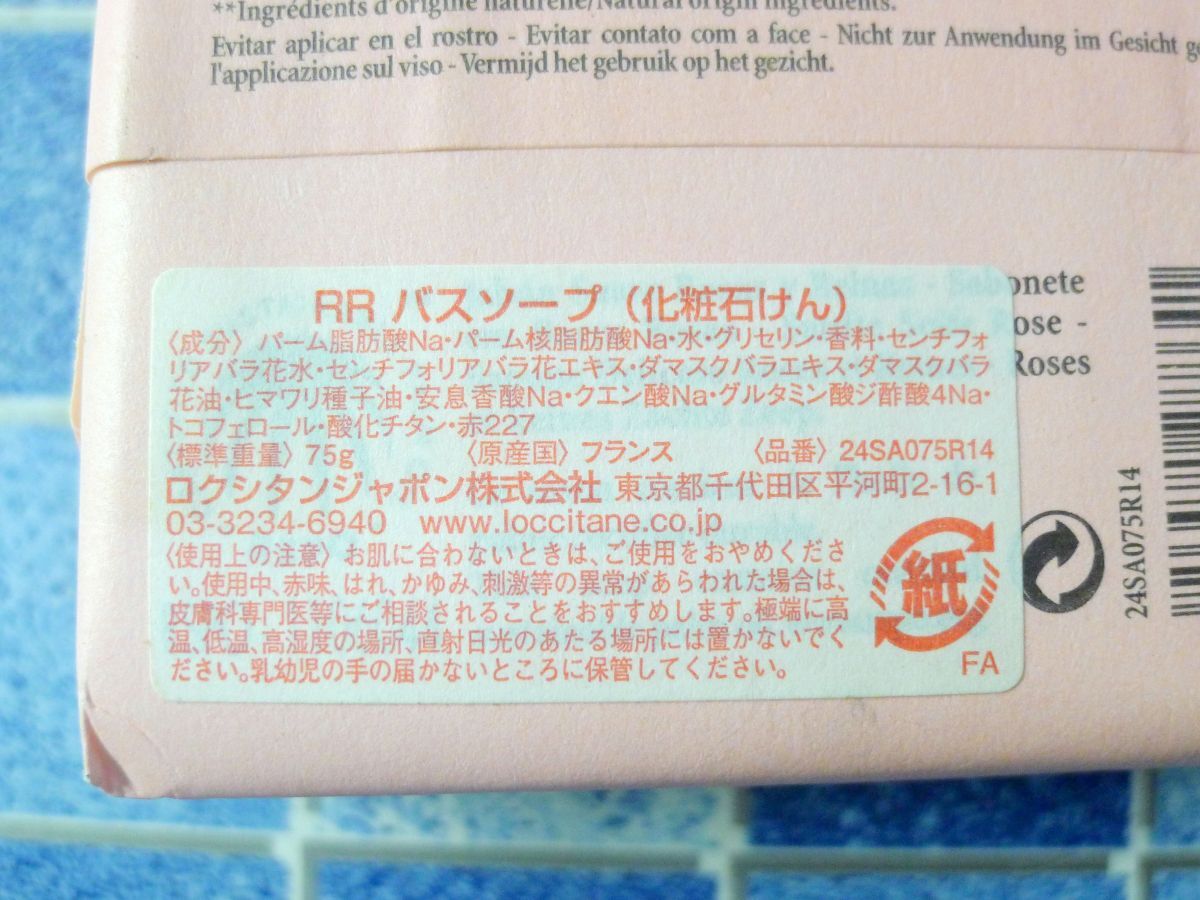 **Ingrédients d'origine naturelle/Natural origin ingredients.
Evitar aplicar en el rostro - Evitar contato com a face - Nicht zur Anwendung im Gesicht ge
l'applicazione sul viso - Vermijd het gebruik op het gezicht.
RR バスソープ（化粧石けん）
〈成分〉パーム脂肪酸Na・パーム核脂肪酸Na・水・グリセリン・香料・センチフォ
リアバラ花水・センチフォリアバラ花エキス・ダマスクバラエキス・ダマスクバラ
花油・ヒマワリ種子油・安息香酸Na・クエン酸Na・グルタミン酸ジ酢酸4Na・
トコフェロール・酸化チタン・赤227
〈標準重量〉75g 〈原産国〉フランス 〈品番〉24SA075R14
ロクシタンジャポン株式会社 東京都千代田区平河町2-16-1
03-3234-6940 www.loccitane.co.jp
〈使用上の注意〉お肌に合わないときは、ご使用をおやめくださ
い。使用中、赤味、はれ、かゆみ、刺激等の異常があらわれた場合は、
皮膚科専門医等にご相談されることをおすすめします。極端に高
温、低温、高湿度の場所、直射日光のあたる場所には置かないでく
ださい。乳幼児の手の届かないところに保管してください。
紙
FA
onete
ose -
Roses
24SA075R14